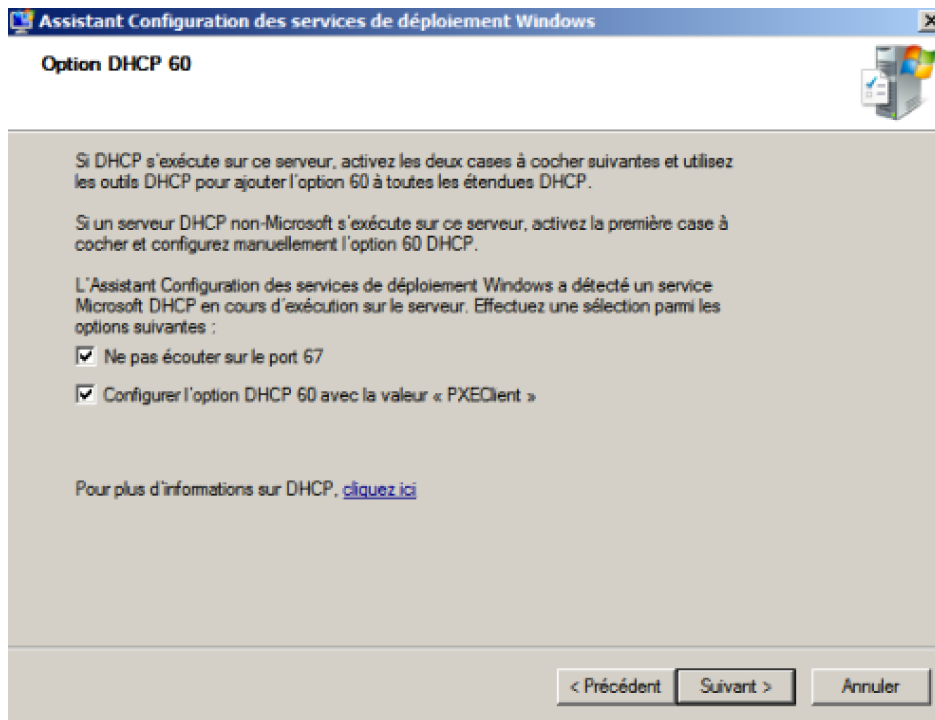 Assistant Configuration des services de déploiement Windows
Option DHCP 60
Si DHCP s'exécute sur ce serveur, activez les deux cases à cocher suivantes et utilisez
les outils DHCP pour ajouter l'option 60 à toutes les étendues DHCP.
Si un serveur DHCP non-Microsoft s'exécute sur ce serveur, activez la première case à
cocher et configurez manuellement l'option 60 DHCP.
L'Assistant Configuration des services de déploiement Windows a détecté un service
Microsoft DHCP en cours d'exécution sur le serveur. Effectuez une sélection parmi les
options suivantes :
Ne pas écouter sur le port 67
Configurer l'option DHCP 60 avec la valeur « PXEClient »
Pour plus d'informations sur DHCP, cliquez ici
< Précédent Suivant > Annuler